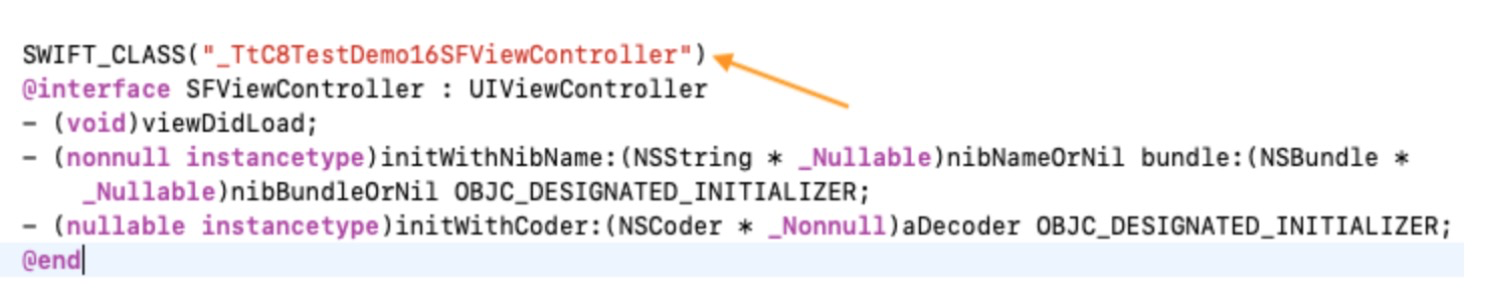 SWIFT_CLASS("_TtC8TestDemo16SFViewController")
@interface SFViewController : UIViewController
- (void)viewDidLoad;
- (nonnull instancetype)initWithNibName:(NSString * _Nullable)nibNameOrNil bundle:(NSBundle *
_Nullable)nibBundleOrNil OBJC_DESIGNATED_INITIALIZER;
- (nullable instancetype)initWithCoder:(NSCoder * _Nonnull)aDecoder OBJC_DESIGNATED_INITIALIZER;
@end